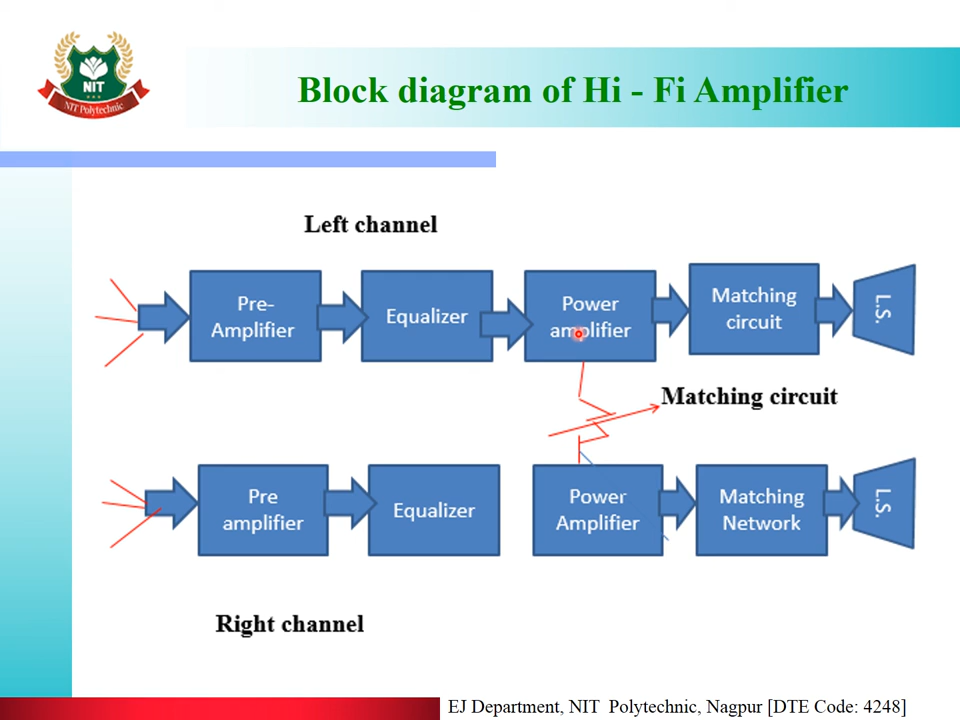 NIT
NIT Polytechnic
Block diagram of Hi - Fi Amplifier
Left channel
Pre-
Amplifier
Equalizer
Power
amplifier
Matching
circuit
L.S.
Matching circuit
Pre
amplifier
Equalizer
Power
Amplifier
Matching
Network
L.S.
Right channel
EJ Department, NIT Polytechnic, Nagpur [DTE Code: 4248]